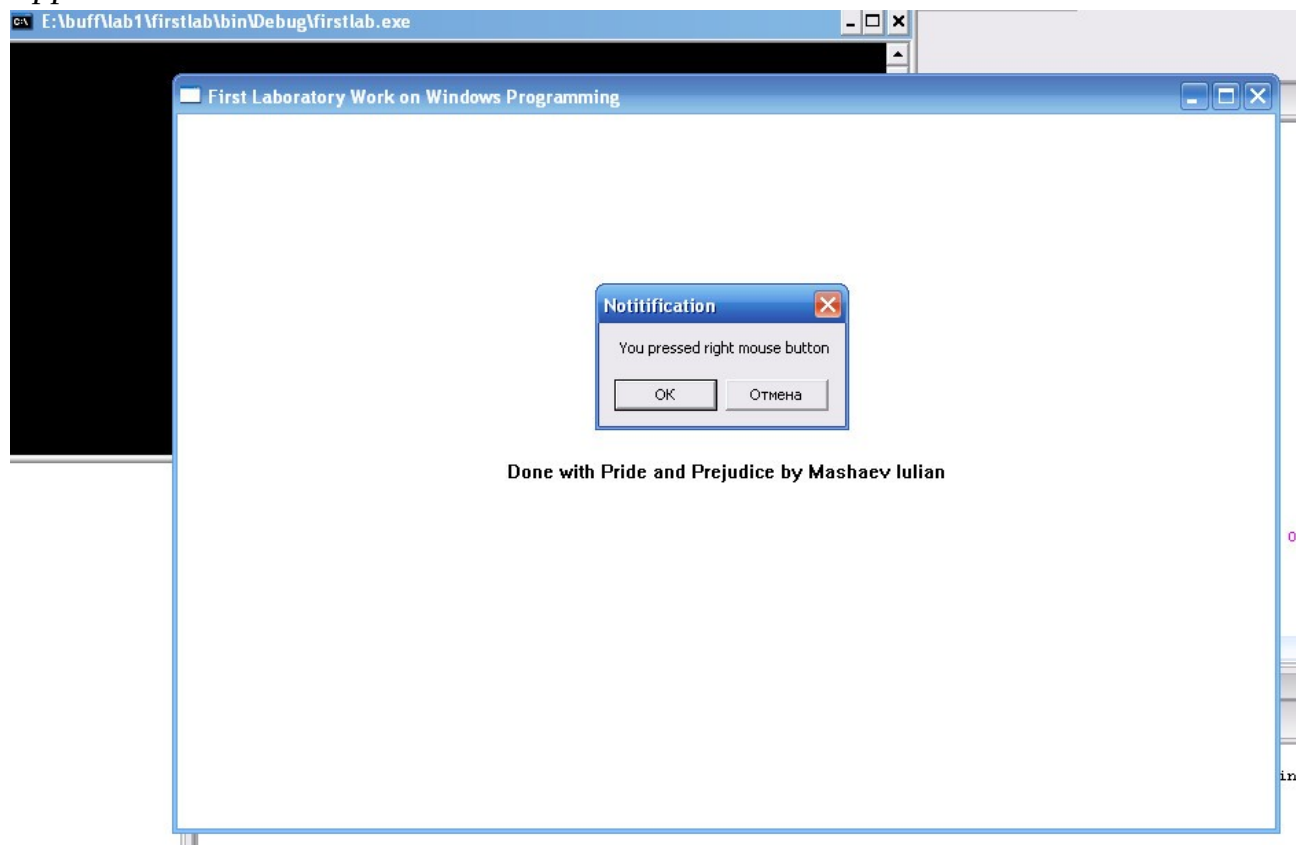 E:\buff\lab1\firstlab\bin\Debug\firstlab.exe
First Laboratory Work on Windows Programming
Notitification
You pressed right mouse button
OK
Отмена
Done with Pride and Prejudice by Mashaev Iulian
in